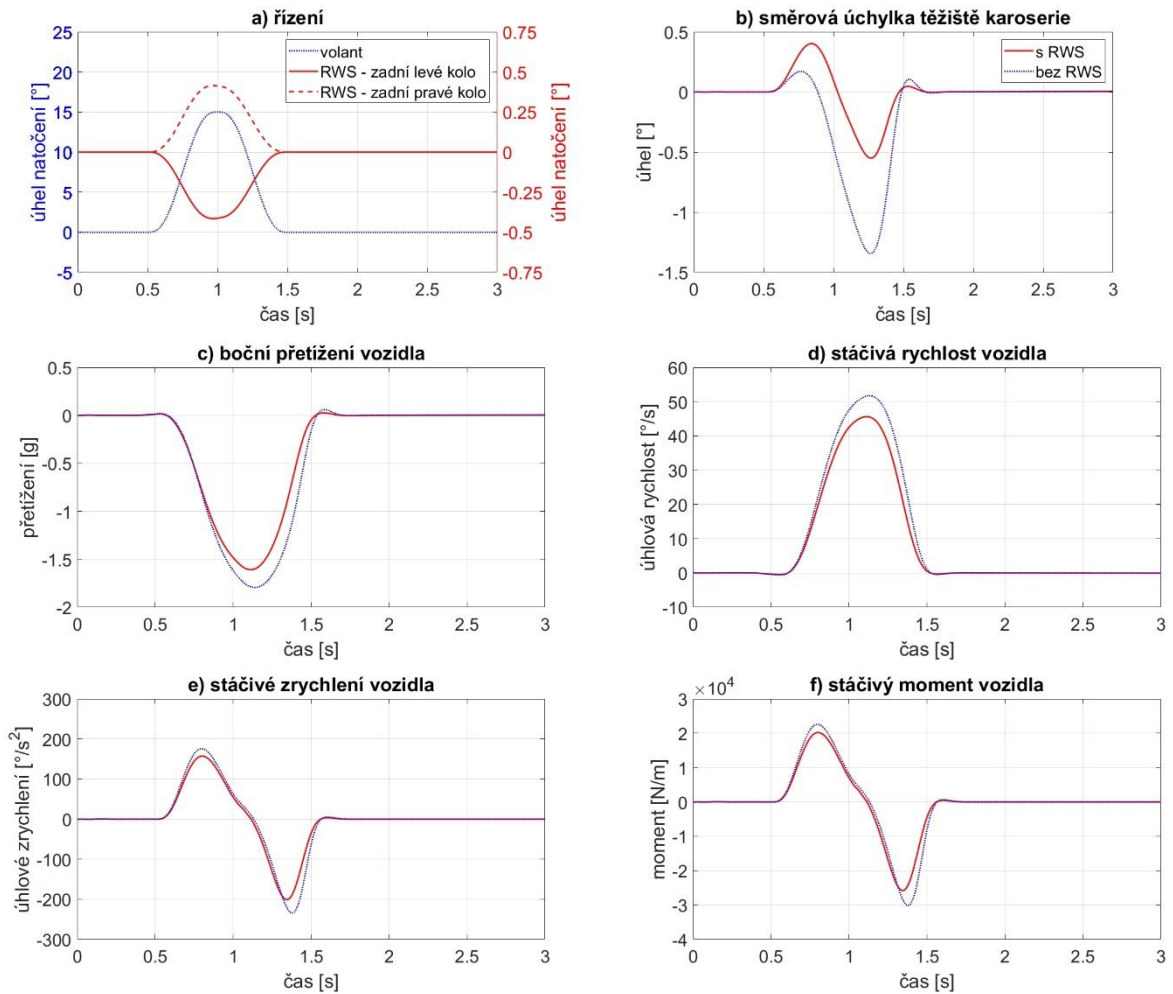 a) řízení
25
20
15
10
5
0
-5
úhel natočení [°]
volant
RWS - zadní levé kolo
RWS - zadní pravé kolo
0.75
0.5
0.25
0
-0.25
-0.5
-0.75
úhel natočení [°]
0 0.5 1 1.5 2 2.5 3
čas [s]
b) směrová úchylka těžiště karoserie
0.5
0
-0.5
-1
-1.5
úhel [°]
s RWS
bez RWS
0 0.5 1 1.5 2 2.5 3
čas [s]
c) boční přetížení vozidla
0.5
0
-0.5
-1
-1.5
-2
přetížení [g]
0 0.5 1 1.5 2 2.5 3
čas [s]
d) stáčivá rychlost vozidla
60
50
40
30
20
10
0
-10
úhlová rychlost [°/s]
0 0.5 1 1.5 2 2.5 3
čas [s]
e) stáčivé zrychlení vozidla
300
200
100
0
-100
-200
-300
úhlové zrychlení [°/s²]
0 0.5 1 1.5 2 2.5 3
čas [s]
f) stáčivý moment vozidla
×10⁴
3
2
1
0
-1
-2
-3
-4
moment [N/m]
0 0.5 1 1.5 2 2.5 3
čas [s]